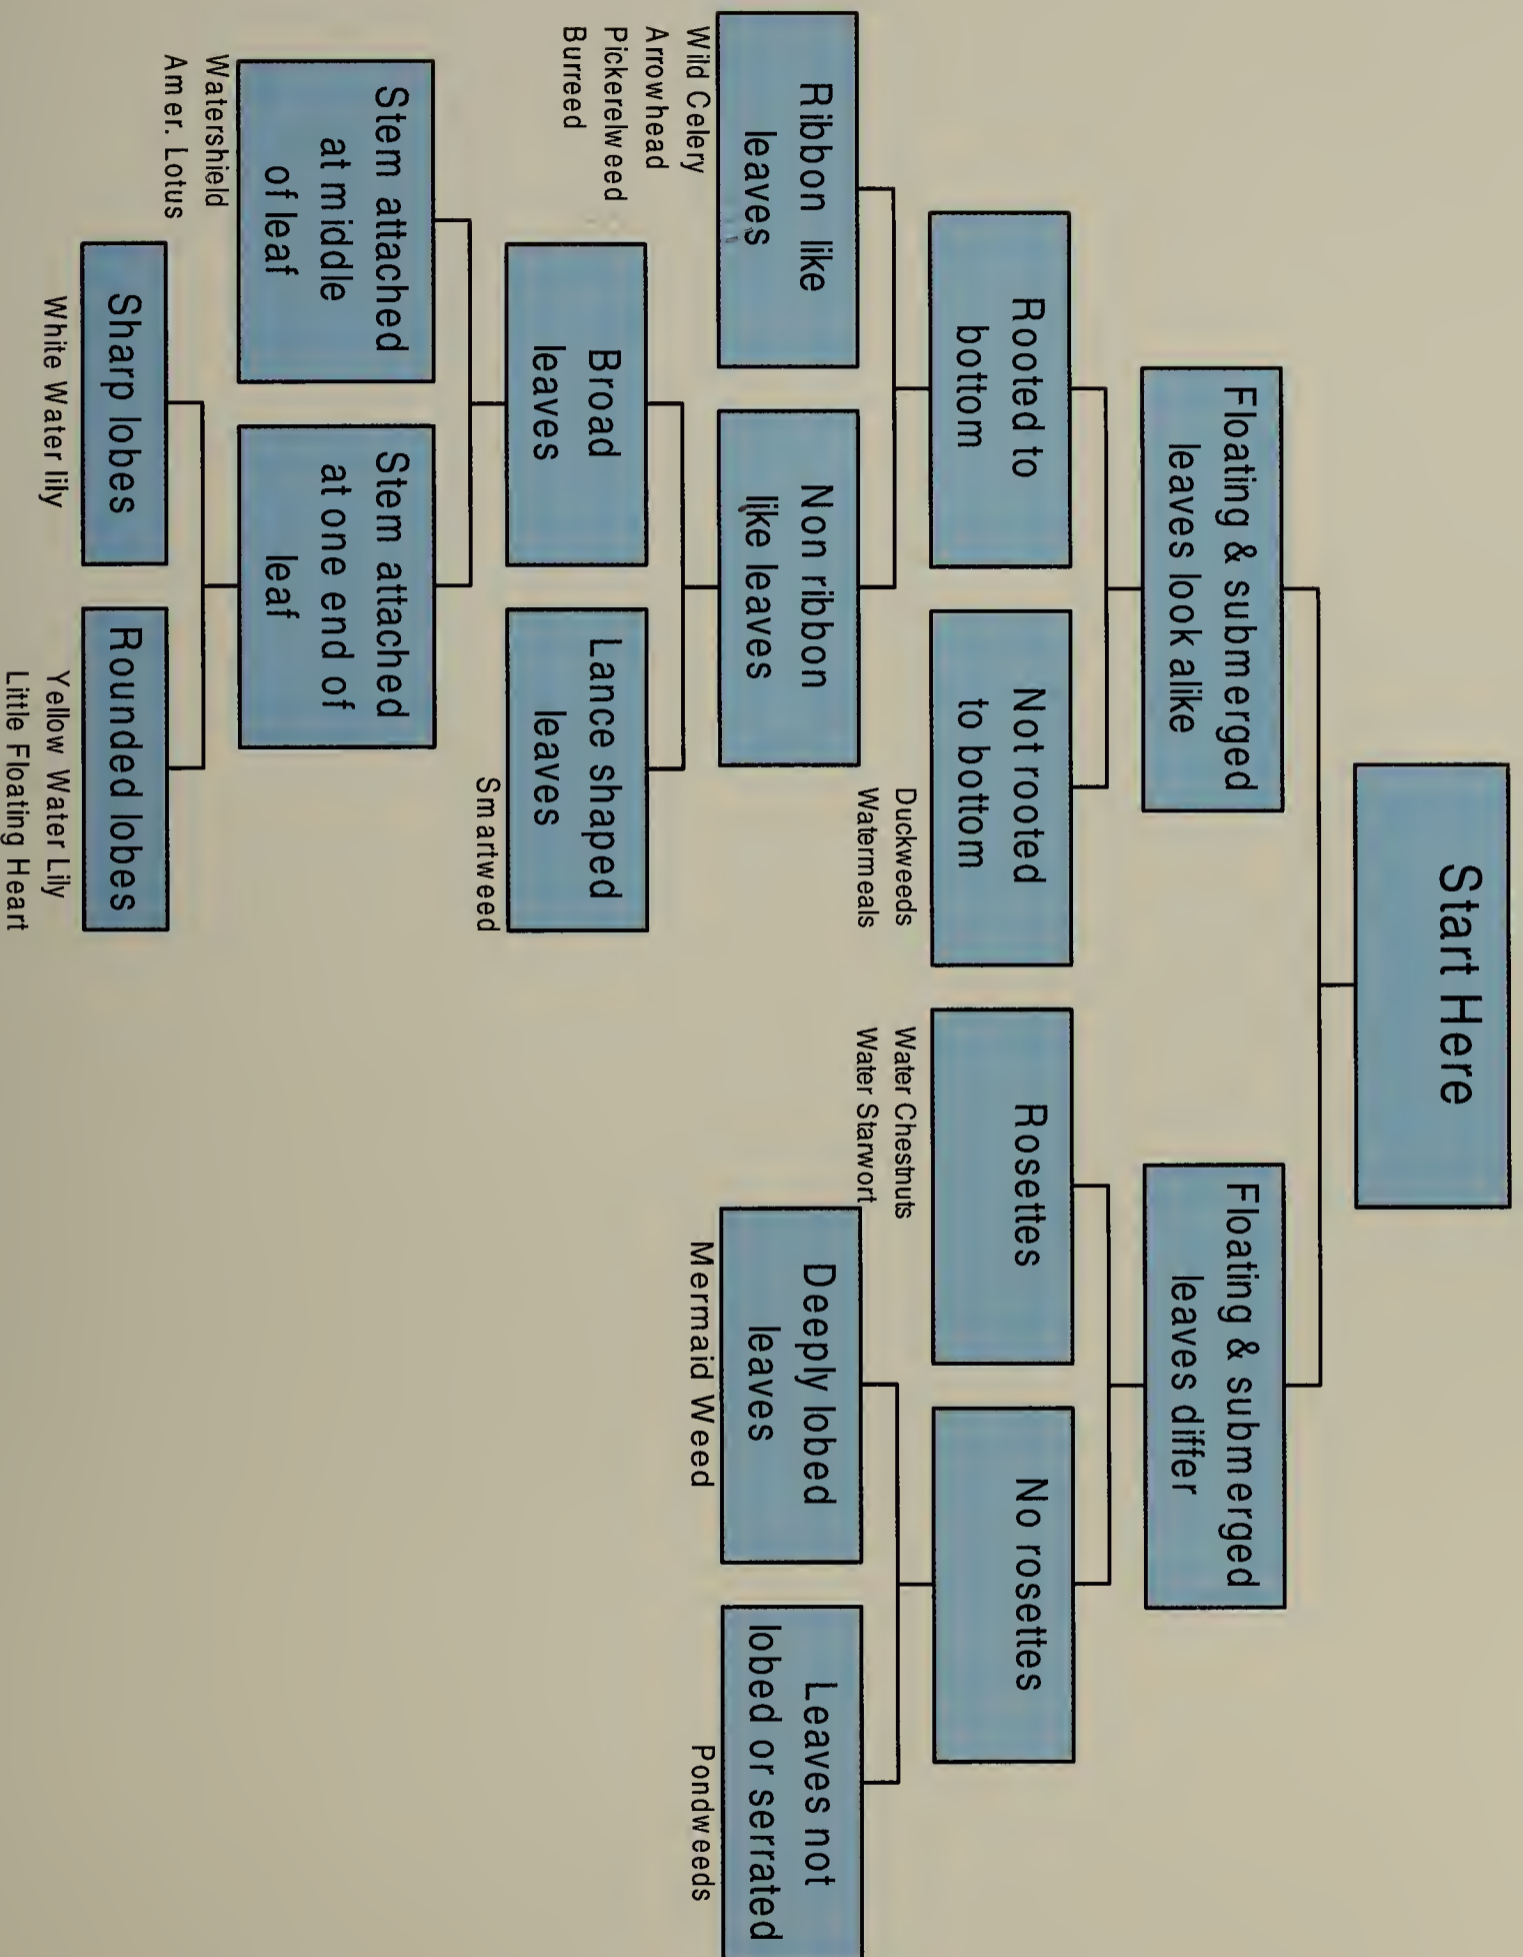 Start Here
Floating & submerged
leaves look alike
Floating & submerged
leaves differ
Rooted to
bottom
Not rooted
to bottom
Duckweeds
Watermeals
Rosettes
Water Chestnuts
Water Starwort
No rosettes
Ribbon like
leaves
Wild Celery
Arrowhead
Pickerelweed
Burreed
Non ribbon
like leaves
Deeply lobed
leaves
Mermaid Weed
Leaves not
lobed or serrated
Pondweeds
Broad
leaves
Lance shaped
leaves
Smartweed
Stem attached
at middle
of leaf
Watershield
Amer. Lotus
Stem attached
at one end of
leaf
Sharp lobes
White Water lily
Rounded lobes
Yellow Water Lily
Little Floating Heart